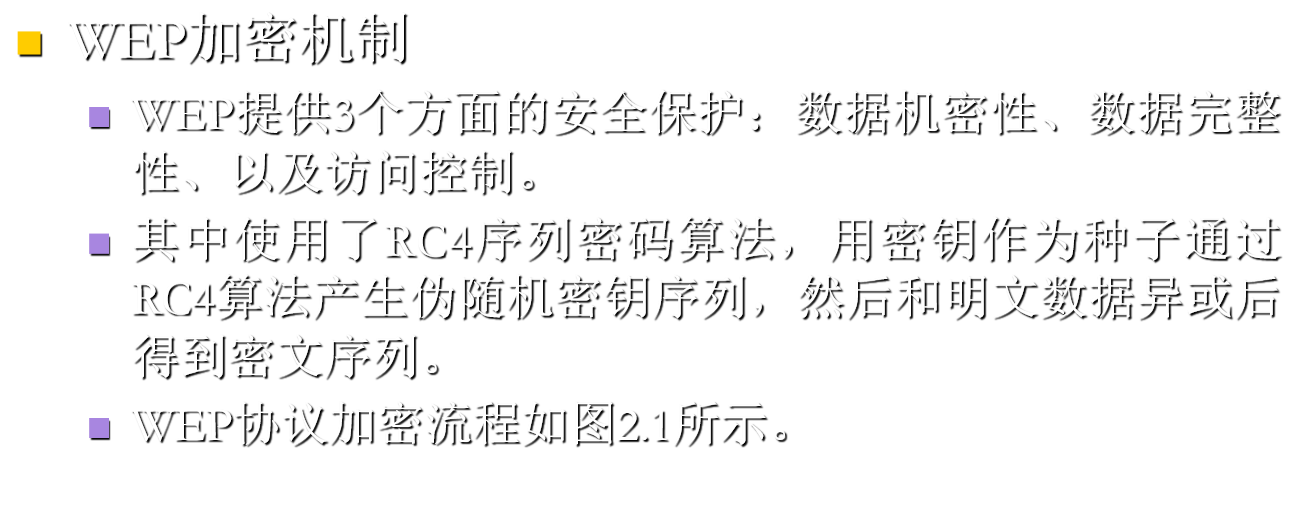 WEP加密机制
WEP提供3个方面的安全保护：数据机密性、数据完整
性、以及访问控制。
其中使用了RC4序列密码算法，用密钥作为种子通过
RC4算法产生伪随机密钥序列，然后和明文数据异或后
得到密文序列。
WEP协议加密流程如图2.1所示。